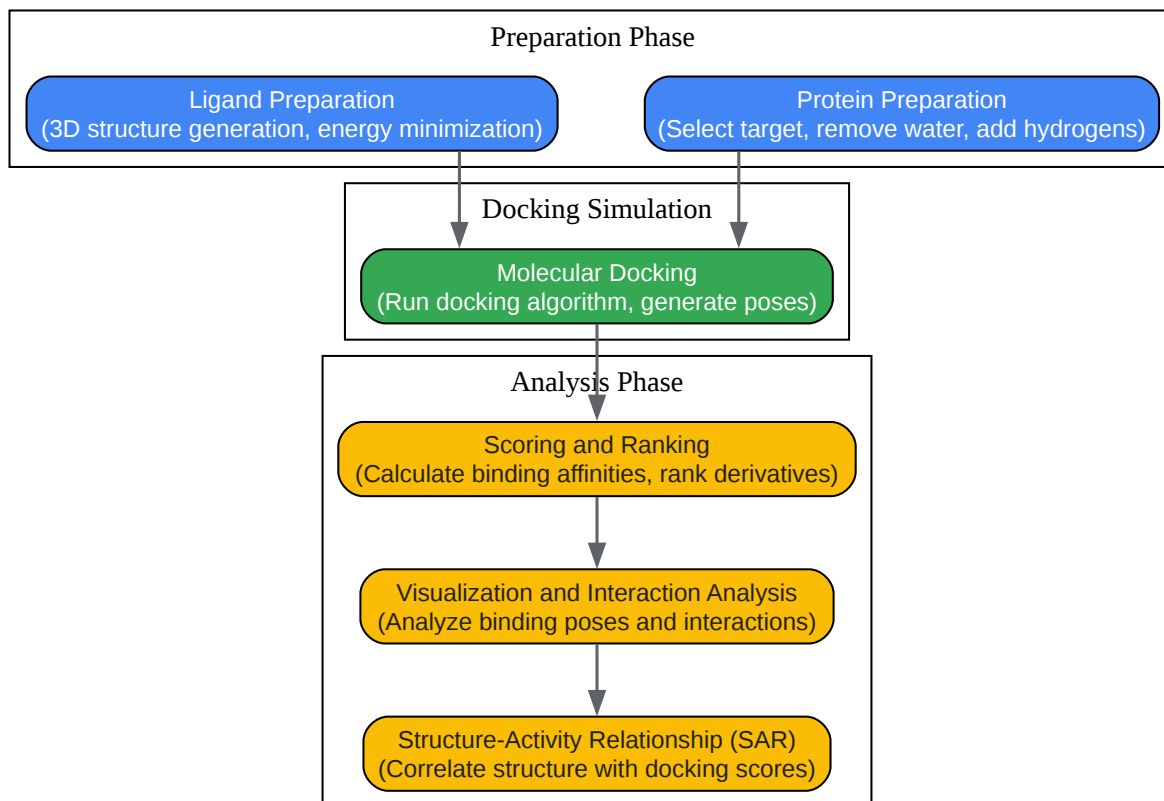 Preparation Phase
Ligand Preparation
(3D structure generation, energy minimization)
Protein Preparation
(Select target, remove water, add hydrogens)
Docking Simulation
Molecular Docking
(Run docking algorithm, generate poses)
Analysis Phase
Scoring and Ranking
(Calculate binding affinities, rank derivatives)
Visualization and Interaction Analysis
(Analyze binding poses and interactions)
Structure-Activity Relationship (SAR)
(Correlate structure with docking scores)